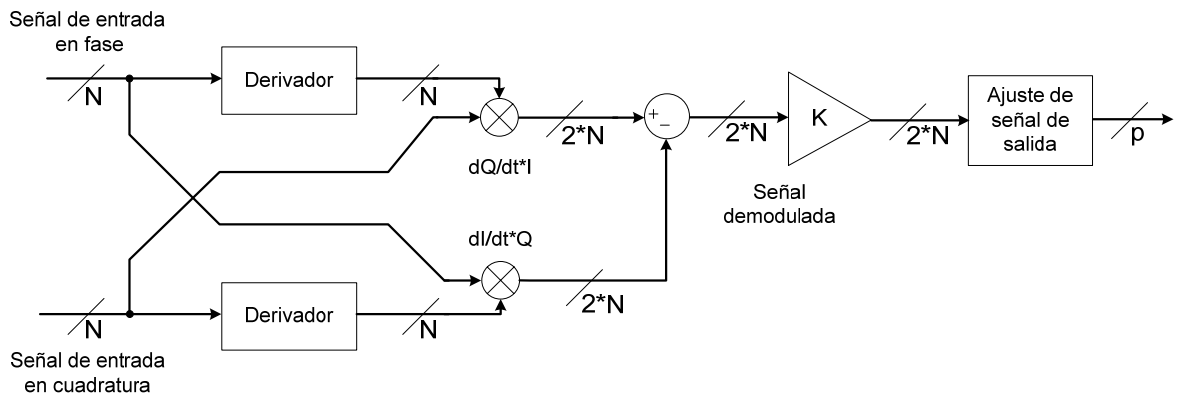 Señal de entrada
en fase
N
Derivador
N
dQ/dt*I
2*N
+
−
2*N
K
Señal
demodulada
2*N
Ajuste de
señal de
salida
p
dI/dt*Q
2*N
N
Derivador
N
Señal de entrada
en cuadratura